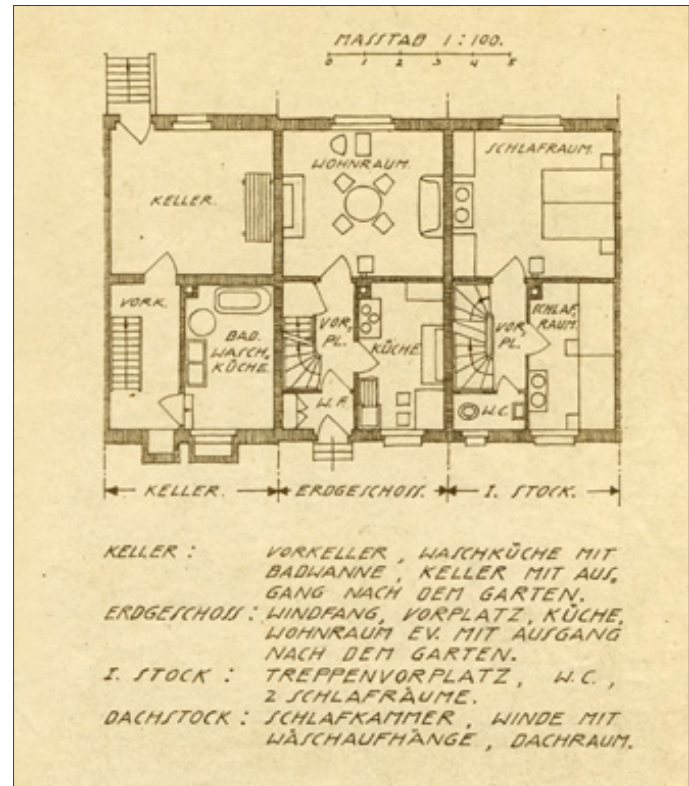 MASSTAB 1:100.
0 1 2 3 4 5
KELLER.
WOHNRAUM.
SCHLAFRAUM.
VORK.
BAD.
WASCH,
KÜCHE.
VOR,
PL.
KÜCHE
W.F.
VOR,
PL.
SCHLAF,
RAUM.
W.C.
KELLER.
ERDGESCHOSS.
I. STOCK.
KELLER : VORKELLER, WASCHKÜCHE MIT
BADWANNE, KELLER MIT AUS,
GANG NACH DEM GARTEN.
ERDGESCHOSS : WINDFANG, VORPLATZ, KÜCHE,
WOHNRAUM EV. MIT AUSGANG
NACH DEM GARTEN.
I. STOCK : TREPPENVORPLATZ, W.C.,
2 SCHLAFRÄUME.
DACHSTOCK : SCHLAFKAMMER, WINDE MIT
WÄSCHAUFHÄNGE, DACHRAUM.